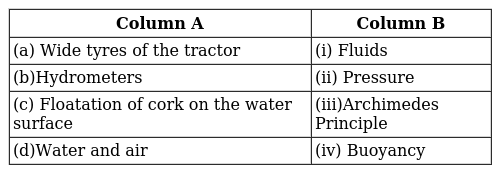 Column A Column B
(a) Wide tyres of the tractor (i) Fluids
(b)Hydrometers (ii) Pressure
(c) Floatation of cork on the water (iii)Archimedes
surface Principle
(d)Water and air (iv) Buoyancy